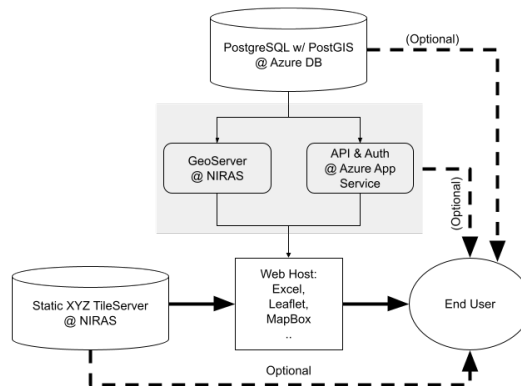 PostgreSQL w/ PostGIS
@ Azure DB
(Optional)
GeoServer
@ NIRAS
API & Auth
@ Azure App
Service
(Optional)
Static XYZ TileServer
@ NIRAS
Web Host:
Excel,
Leaflet,
MapBox
..
End User
Optional